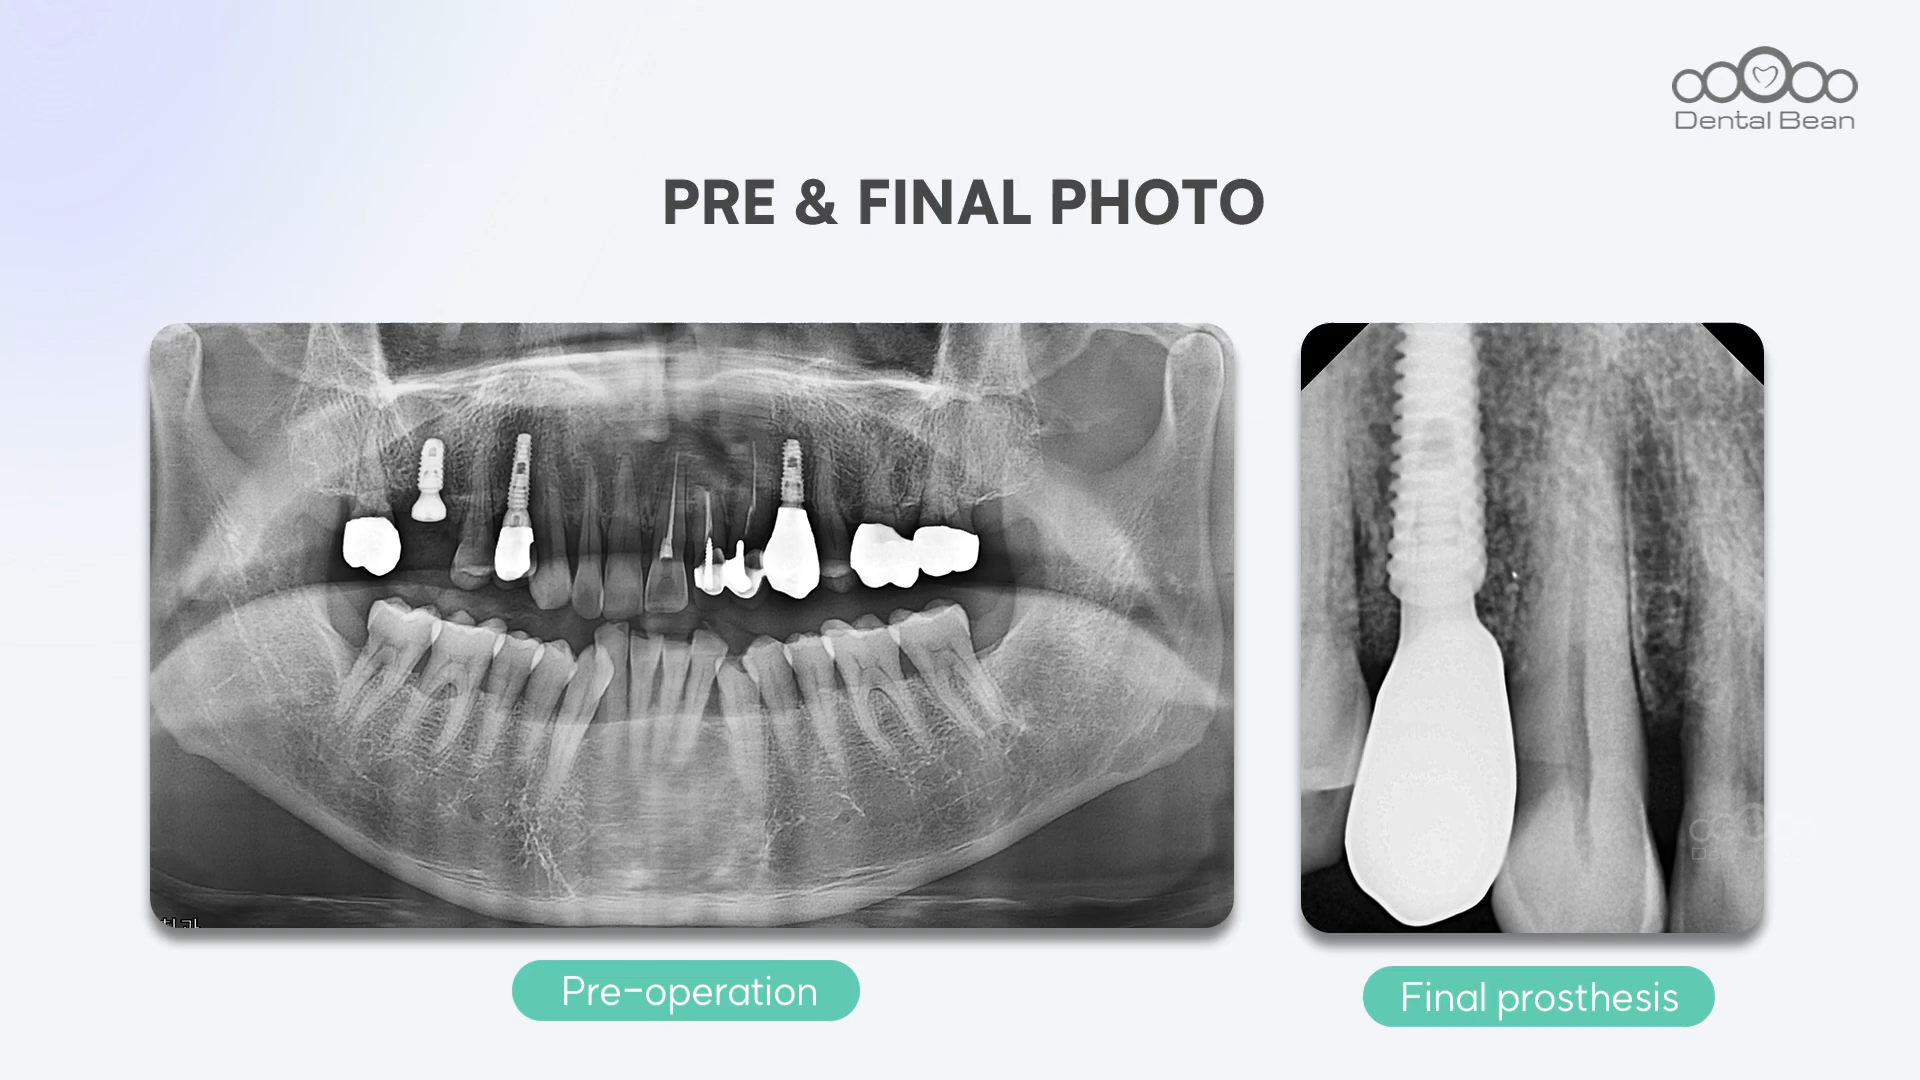 Dental Bean
PRE & FINAL PHOTO
Pre-operation
Final prosthesis